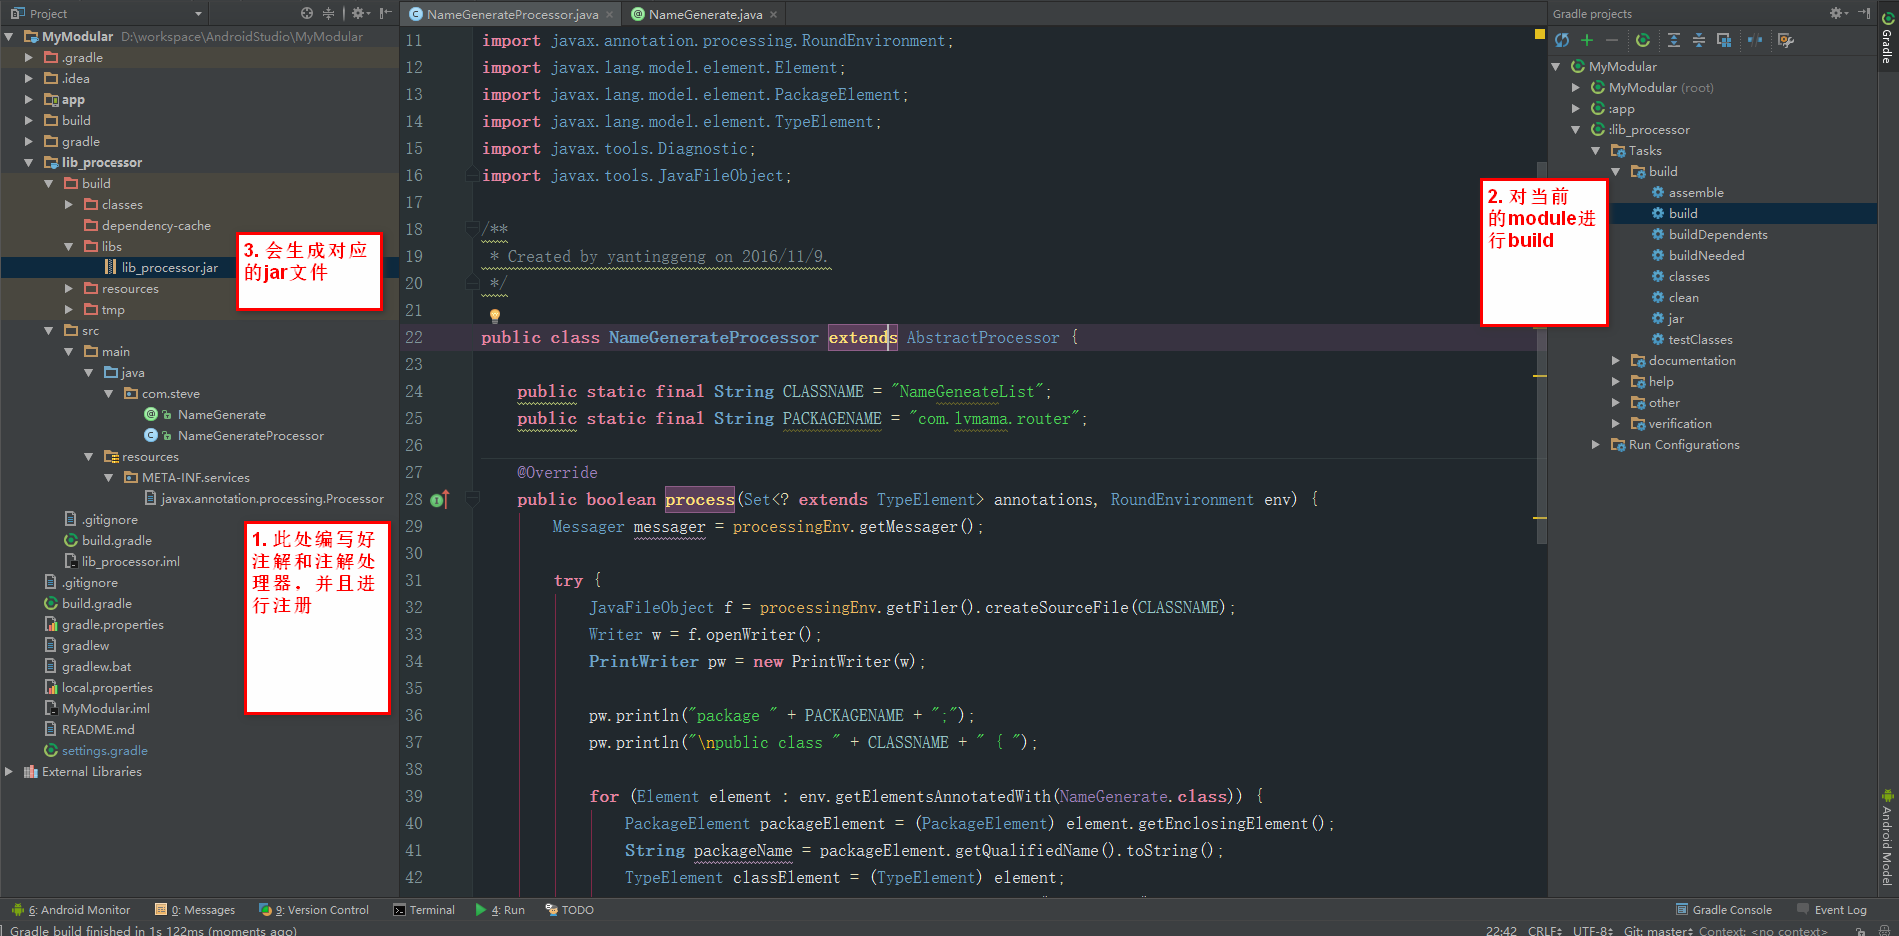 Project
MyModular D:\workspace\AndroidStudio\MyModular
.gradle
.idea
app
build
gradle
lib_processor
build
classes
dependency-cache
libs
lib_processor.jar
resources
tmp
src
main
java
com.steve
NameGenerate
NameGenerateProcessor
resources
META-INF.services
javax.annotation.processing.Processor
.gitignore
build.gradle
lib_processor.iml
.gitignore
build.gradle
gradle.properties
gradlew
gradlew.bat
local.properties
MyModular.iml
README.md
settings.gradle
External Libraries
3. 会生成对应
的jar文件
1. 此处编写好
注解和注解处
理器，并且进
行注册
NameGenerateProcessor.java
NameGenerate.java
11 import javax.annotation.processing.RoundEnvironment;
12 import javax.lang.model.element.Element;
13 import javax.lang.model.element.PackageElement;
14 import javax.lang.model.element.TypeElement;
15 import javax.tools.Diagnostic;
16 import javax.tools.JavaFileObject;
17
18 /**
19 * Created by yantinggeng on 2016/11/9.
20 */
21
22 public class NameGenerateProcessor extends AbstractProcessor {
23
24 public static final String CLASSNAME = "NameGeneateList";
25 public static final String PACKAGENAME = "com.lvmama.router";
26
27 @Override
28 public boolean process(Set<? extends TypeElement> annotations, RoundEnvironment env) {
29 Messager messager = processingEnv.getMessager();
30
31 try {
32 JavaFileObject f = processingEnv.getFiler().createSourceFile(CLASSNAME);
33 Writer w = f.openWriter();
34 PrintWriter pw = new PrintWriter(w);
35
36 pw.println("package " + PACKAGENAME + ";");
37 pw.println("\npublic class " + CLASSNAME + " { ");
38
39 for (Element element : env.getElementsAnnotatedWith(NameGenerate.class)) {
40 PackageElement packageElement = (PackageElement) element.getEnclosingElement();
41 String packageName = packageElement.getQualifiedName().toString();
42 TypeElement classElement = (TypeElement) element;
Gradle projects
MyModular
MyModular (root)
:app
:lib_processor
Tasks
build
assemble
build
buildDependents
buildNeeded
classes
clean
jar
testClasses
documentation
help
other
verification
Run Configurations
2. 对当前
的module进
行build
Gradle
Android Model
6: Android Monitor
0: Messages
9: Version Control
Terminal
4: Run
TODO
Gradle Console
Event Log
Gradle build finished in 1s 122ms (moments ago)
22:42 CRLF UTF-8 Git: master Context: <no context>